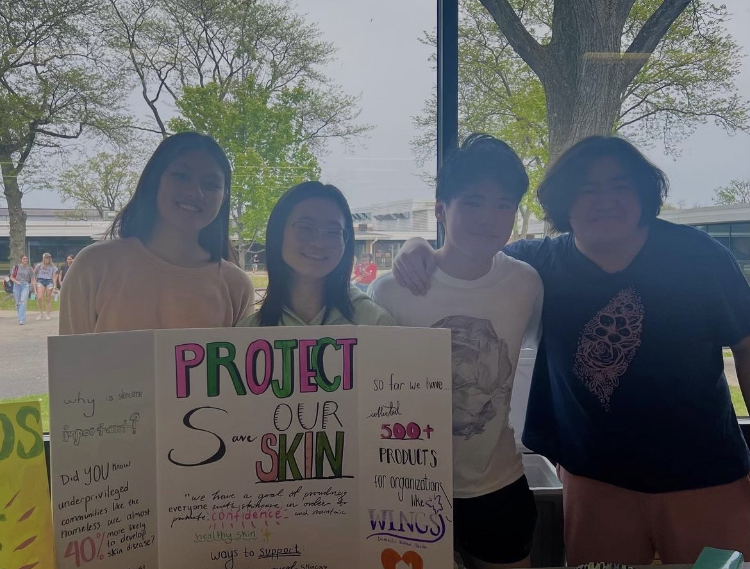 OS
why is skincare
important?
Did YOU know
underprivileged
communities like the
homeless are almost
40% more likely
to develop
skin disease?
PROJECT
Save OUR
SKIN
"we have a goal of providing
everyone with skincare in order to
promote confidence and maintain
healthy skin
ways to support
so far we have...
collected
500+
PRODUCTS
for organizations
like
WINGS